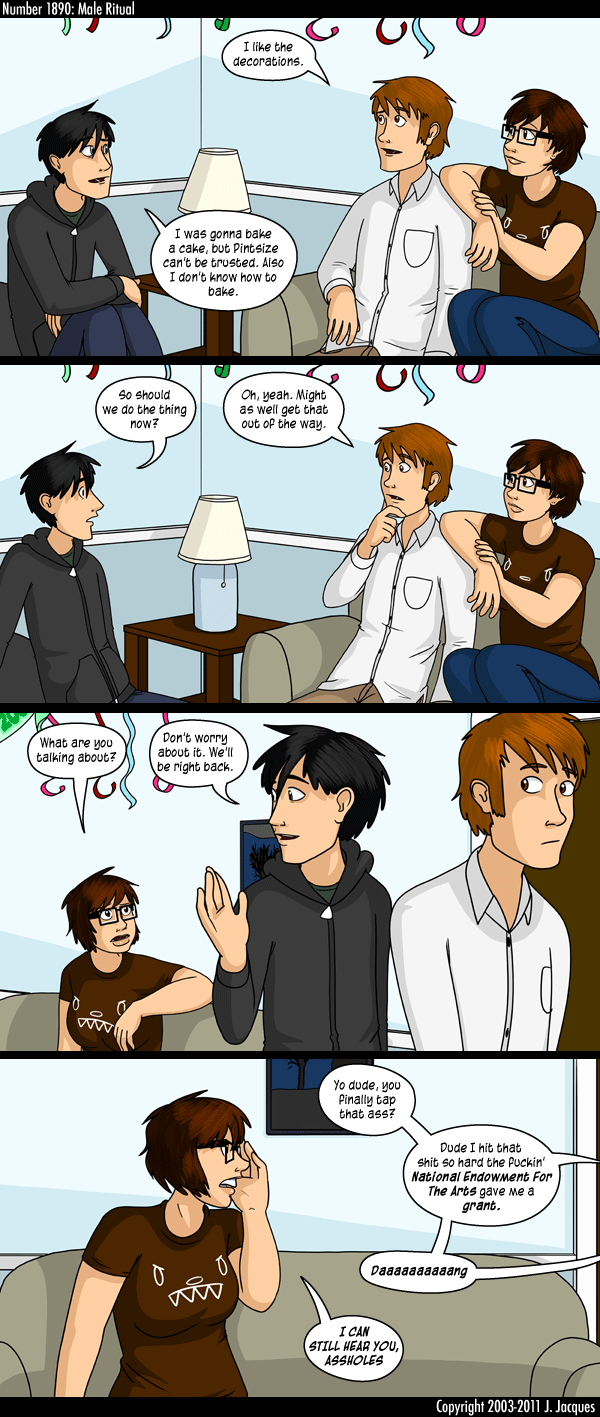 Number 1890: Male Ritual
I like the
decorations.
I was gonna bake
a cake, but Pintsize
can't be trusted. Also
I don't know how to
bake.
So should
we do the thing
now?
Oh, yeah. Might
as well get that
out of the way.
What are you
talking about?
Don't worry
about it. We'll
be right back.
Yo dude, you
finally tap
that ass?
Dude I hit that
shit so hard the fuckin'
National Endowment For
The Arts gave me a
grant.
Daaaaaaaaaang
I CAN
STILL HEAR YOU,
ASSHOLES
Copyright 2003-2011 J. Jacques